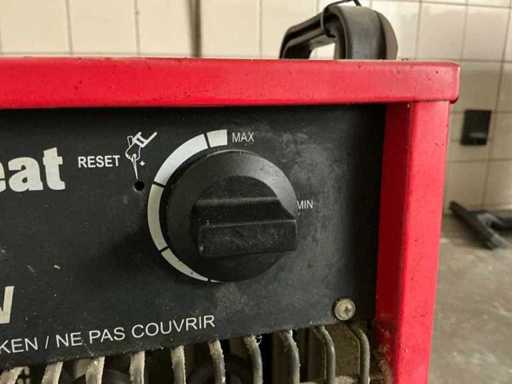 MAX
eat RESET
MIN
KEN / NE PAS COUVRIR